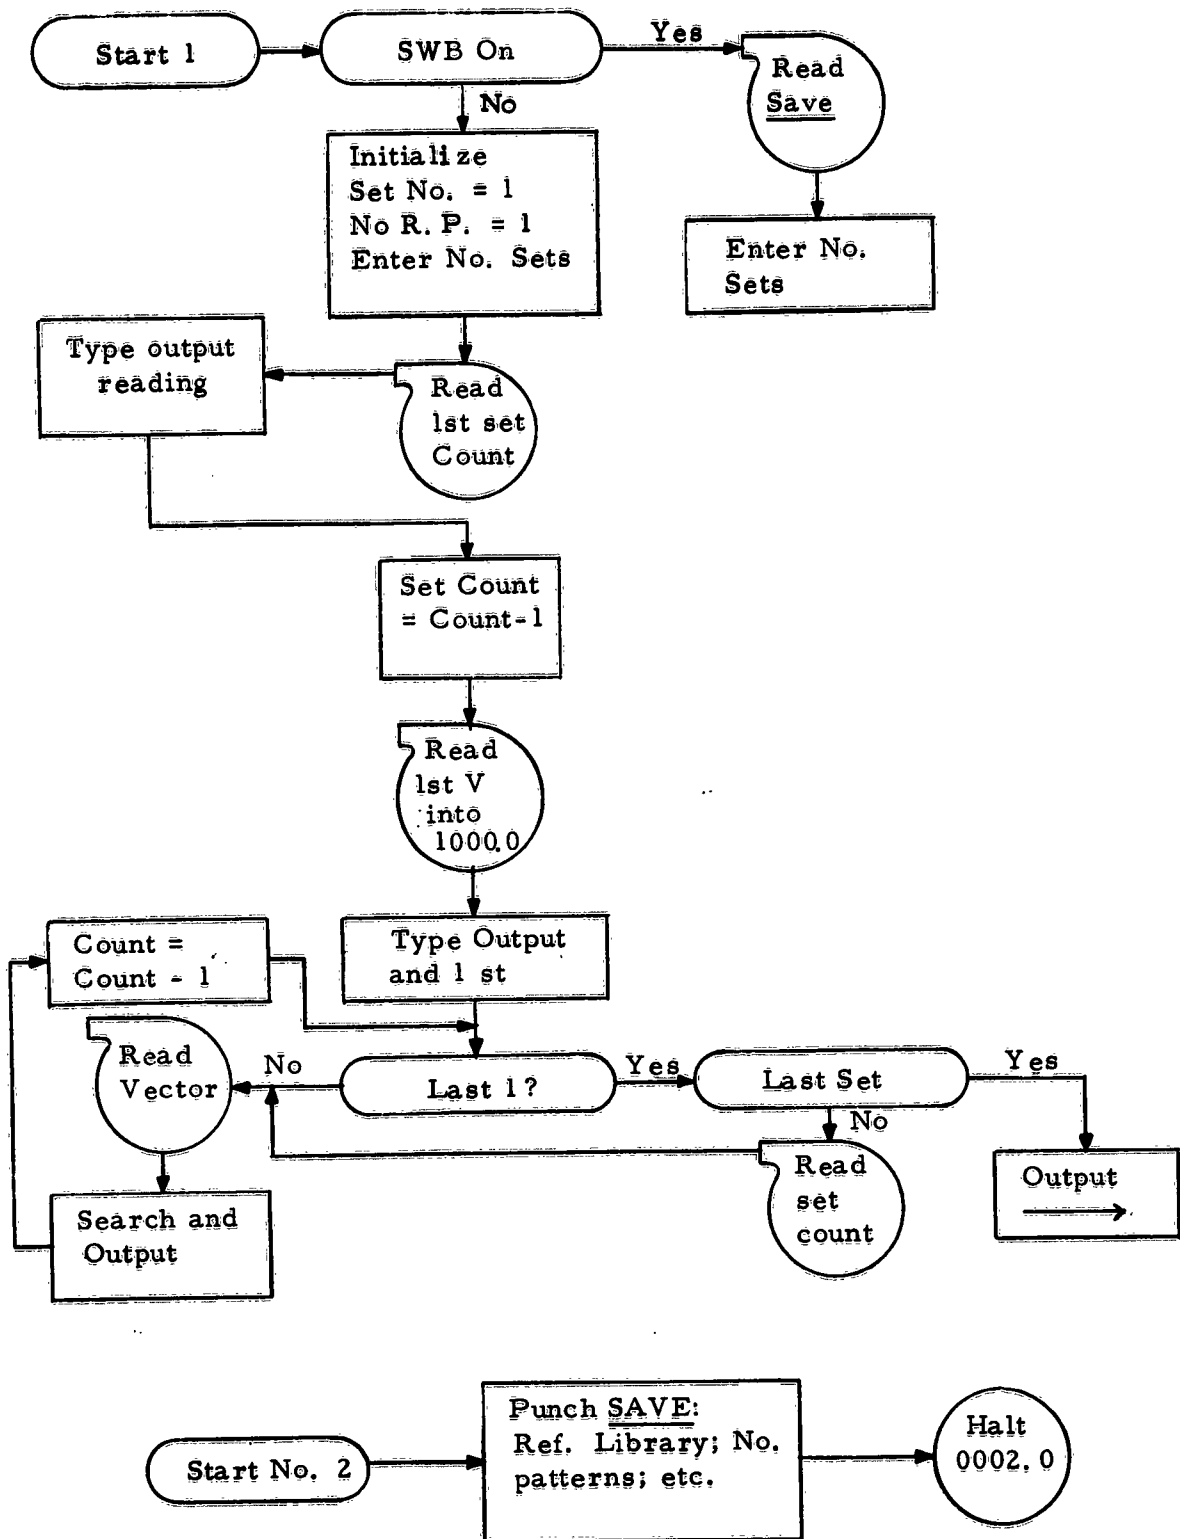 Start 1
SWB On
Yes
Read
Save
No
Initialize
Set No. = 1
No R. P. = 1
Enter No. Sets
Enter No.
Sets
Type output
reading
Read
1st set
Count
Set Count
= Count-1
Read
1st V
into
1000.0
Count =
Count - 1
Type Output
and 1 st
Read
Vector
No
Last 1?
Yes
Last Set
Yes
No
Read
set
count
Output
Search and
Output
Start No. 2
Punch SAVE:
Ref. Library; No.
patterns; etc.
Halt
0002.0